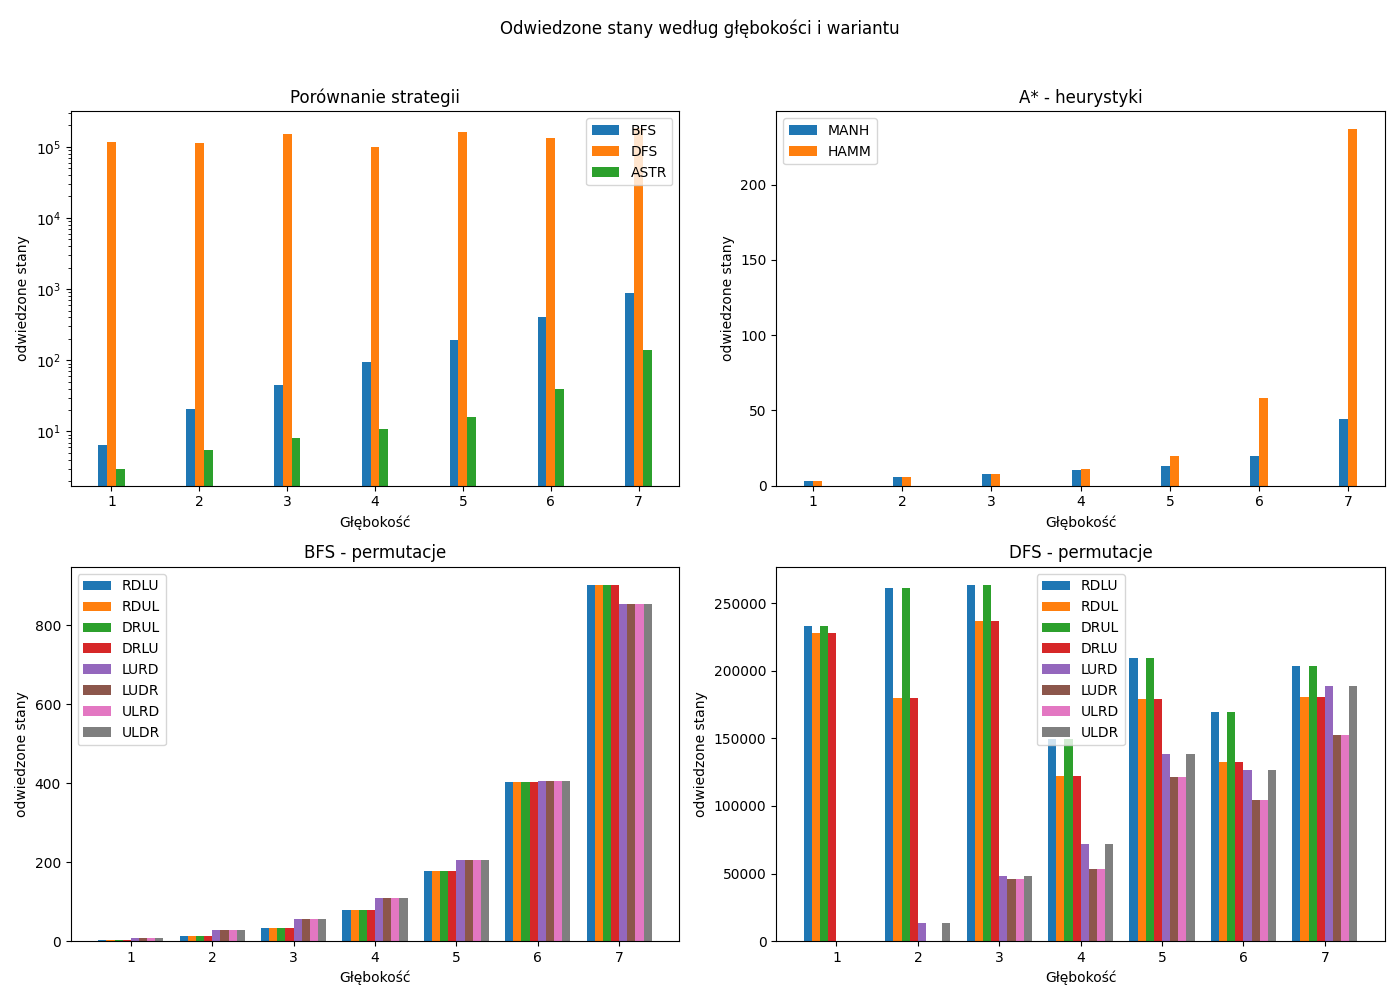 Odwiedzone stany według głębokości i wariantu
Porównanie strategii
odwiedzone stany
10^5
10^4
10^3
10^2
10^1
BFS
DFS
ASTR
1 2 3 4 5 6 7
Głębokość
A* - heurystyki
odwiedzone stany
200
150
100
50
0
MANH
HAMM
1 2 3 4 5 6 7
Głębokość
BFS - permutacje
odwiedzone stany
800
600
400
200
0
RDLU
RDUL
DRUL
DRLU
LURD
LUDR
ULRD
ULDR
1 2 3 4 5 6 7
Głębokość
DFS - permutacje
odwiedzone stany
250000
200000
150000
100000
50000
0
RDLU
RDUL
DRUL
DRLU
LURD
LUDR
ULRD
ULDR
1 2 3 4 5 6 7
Głębokość